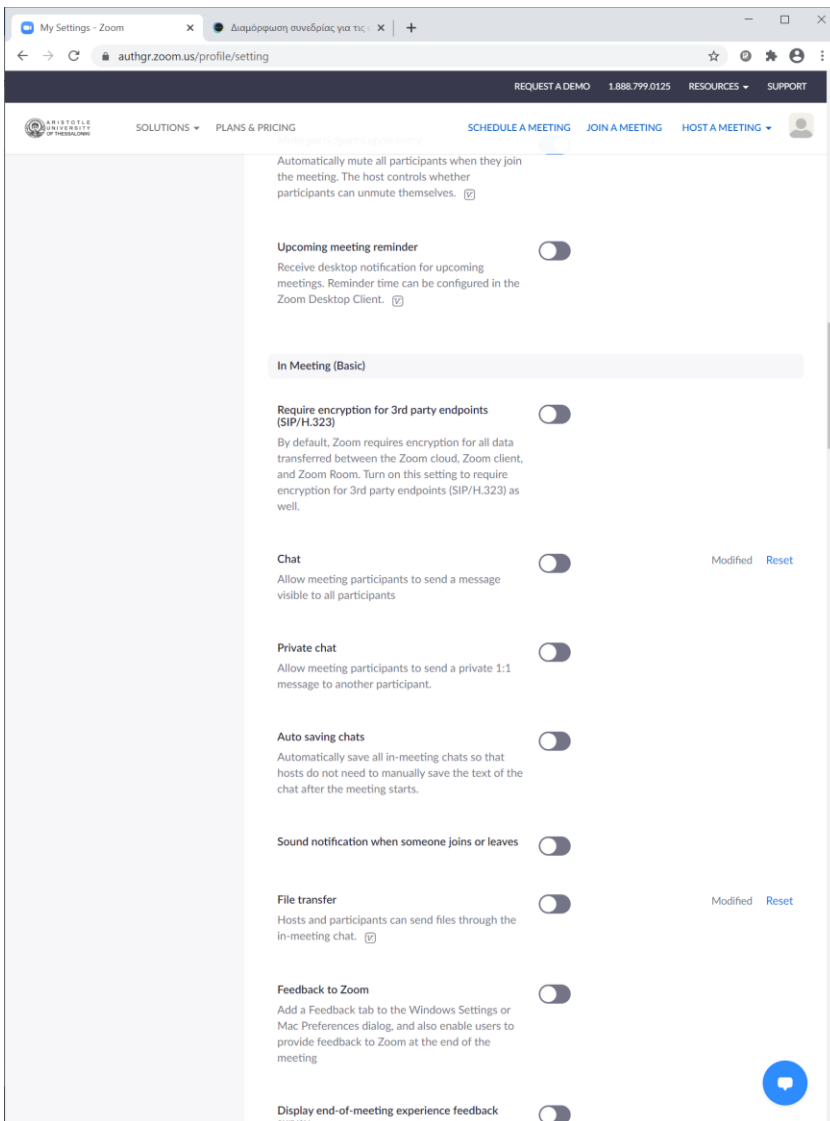 My Settings - Zoom
Διαμόρφωση συνεδρίας για τις
authgr.zoom.us/profile/setting
REQUEST A DEMO 1.888.799.0125 RESOURCES SUPPORT
ARISTOTLE
UNIVERSITY
OF THESSALONIKI
SOLUTIONS PLANS & PRICING SCHEDULE A MEETING JOIN A MEETING HOST A MEETING
Automatically mute all participants when they join
the meeting. The host controls whether
participants can unmute themselves.
Upcoming meeting reminder
Receive desktop notification for upcoming
meetings. Reminder time can be configured in the
Zoom Desktop Client.
In Meeting (Basic)
Require encryption for 3rd party endpoints
(SIP/H.323)
By default, Zoom requires encryption for all data
transferred between the Zoom cloud, Zoom client,
and Zoom Room. Turn on this setting to require
encryption for 3rd party endpoints (SIP/H.323) as
well.
Chat
Modified Reset
Allow meeting participants to send a message
visible to all participants
Private chat
Allow meeting participants to send a private 1:1
message to another participant.
Auto saving chats
Automatically save all in-meeting chats so that
hosts do not need to manually save the text of the
chat after the meeting starts.
Sound notification when someone joins or leaves
File transfer
Modified Reset
Hosts and participants can send files through the
in-meeting chat.
Feedback to Zoom
Add a Feedback tab to the Windows Settings or
Mac Preferences dialog, and also enable users to
provide feedback to Zoom at the end of the
meeting
Display end-of-meeting experience feedback